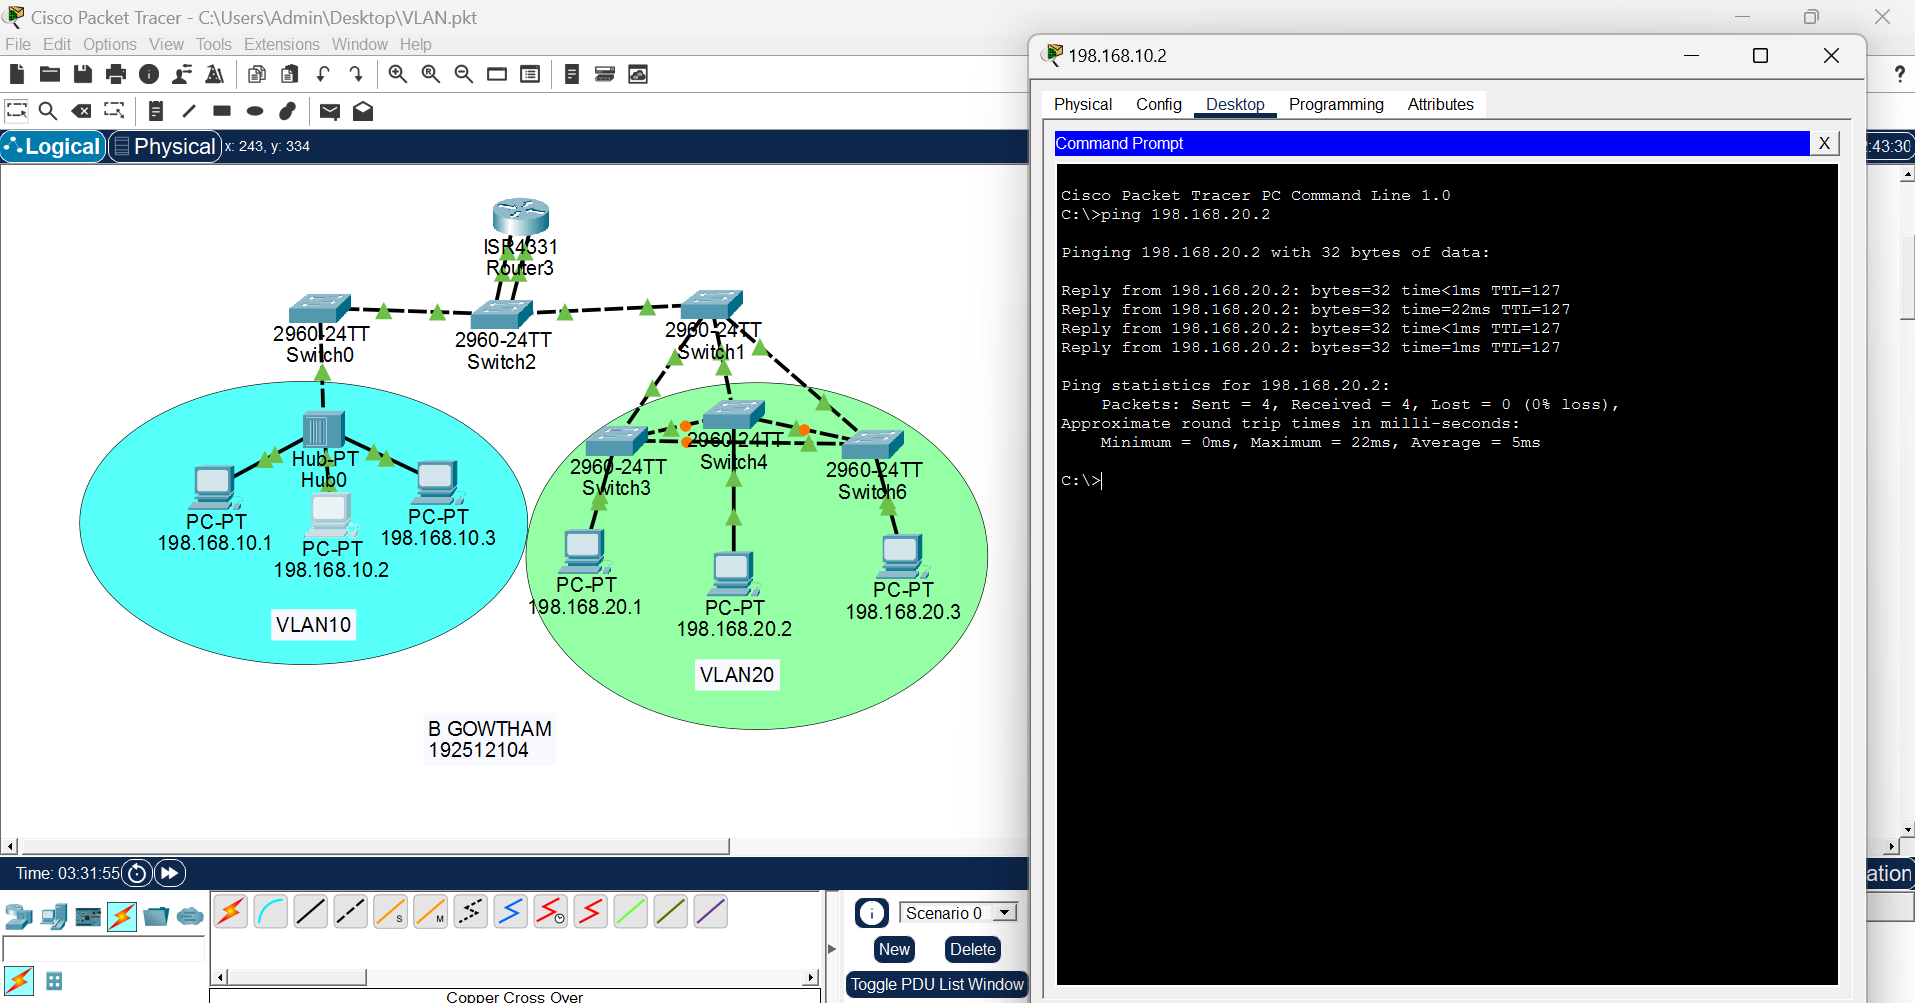 Cisco Packet Tracer - C:\Users\Admin\Desktop\VLAN.pkt
File Edit Options View Tools Extensions Window Help
?
Logical
Physical
x: 243, y: 334
:43:30
ISR4331
Router3
2960-24TT
Switch0
2960-24TT
Switch2
2960-24TT
Switch1
Hub-PT
Hub0
2960-24TT
Switch3
2960-24TT
Switch4
2960-24TT
Switch6
PC-PT
198.168.10.1
PC-PT
198.168.10.2
PC-PT
198.168.10.3
PC-PT
198.168.20.1
PC-PT
198.168.20.2
PC-PT
198.168.20.3
VLAN10
VLAN20
B GOWTHAM
192512104
Time: 03:31:55
S
M
Copper Cross Over
i
Scenario 0
New
Delete
Toggle PDU List Window
ation
198.168.10.2
Physical Config Desktop Programming Attributes
Command Prompt
X
Cisco Packet Tracer PC Command Line 1.0
C:\>ping 198.168.20.2
Pinging 198.168.20.2 with 32 bytes of data:
Reply from 198.168.20.2: bytes=32 time<1ms TTL=127
Reply from 198.168.20.2: bytes=32 time=22ms TTL=127
Reply from 198.168.20.2: bytes=32 time<1ms TTL=127
Reply from 198.168.20.2: bytes=32 time=1ms TTL=127
Ping statistics for 198.168.20.2:
Packets: Sent = 4, Received = 4, Lost = 0 (0% loss),
Approximate round trip times in milli-seconds:
Minimum = 0ms, Maximum = 22ms, Average = 5ms
C:\>